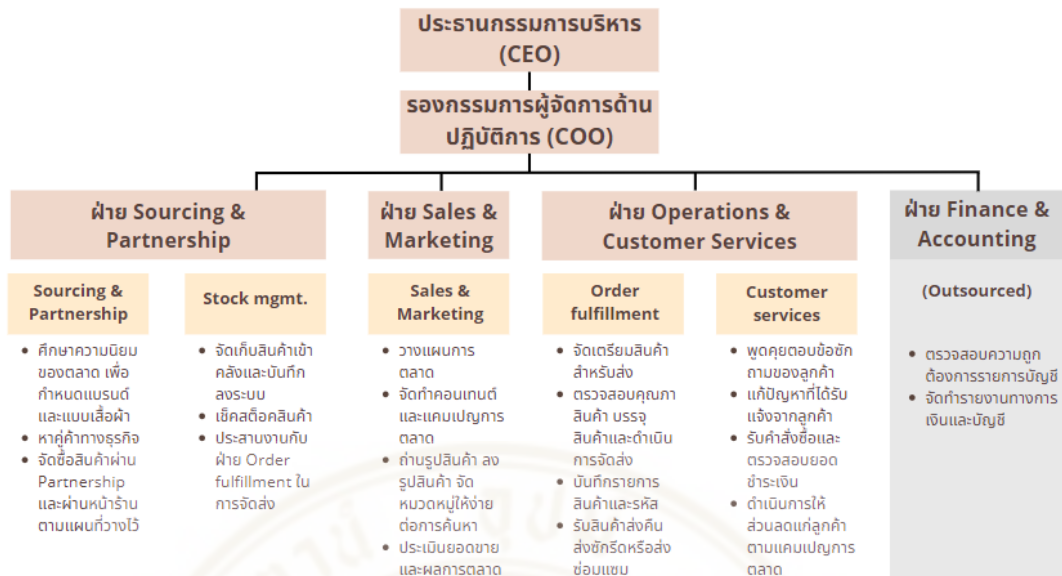 ประธานกรรมการบริหาร
(CEO)
รองกรรมการผู้จัดการด้าน
ปฏิบัติการ (COO)
ฝ่าย Sourcing &
Partnership
Sourcing &
Partnership
• ศึกษาความนิยม
ของตลาด เพื่อ
กำหนดแบรนด์
และแบบเสื้อผ้า
• หาคู่ค้าทางธุรกิจ
• จัดซื้อสินค้าผ่าน
Partnership
และผ่านหน้าร้าน
ตามแผนที่วางไว้
Stock mgmt.
• จัดเก็บสินค้าเข้า
คลังและบันทึก
ลงระบบ
• เช็คสต็อคสินค้า
• ประสานงานกับ
ฝ่าย Order
fulfillment ใน
การจัดส่ง
ฝ่าย Sales &
Marketing
Sales &
Marketing
• วางแผนการ
ตลาด
• จัดทำคอนเทนต์
และแคมเปญการ
ตลาด
• ถ่านรูปสินค้า ลง
รูปสินค้า จัด
หมวดหมู่ให้ง่าย
ต่อการค้นหา
• ประเมินยอดขาย
และผลการตลาด
ฝ่าย Operations &
Customer Services
Order
fulfillment
• จัดเตรียมสินค้า
สำหรับส่ง
• ตรวจสอบคุณภา
สินค้า บรรจุ
สินค้าและดำเนิน
การจัดส่ง
• บันทึกรายการ
สินค้าและรหัส
• รับสินค้าส่งคืน
ส่งซักรีดหรือส่ง
ซ่อมแซม
Customer
services
• พูดคุยตอบข้อซัก
ถามของลูกค้า
• แก้ปัญหาที่ได้รับ
แจ้งจากลูกค้า
• รับคำสั่งซื้อและ
ตรวจสอบยอด
ชำระเงิน
• ดำเนินการให้
ส่วนลดแก่ลูกค้า
ตามแคมเปญการ
ตลาด
ฝ่าย Finance &
Accounting
(Outsourced)
• ตรวจสอบความถูก
ต้องการรายการบัญชี
• จัดทำรายงานทางการ
เงินและบัญชี